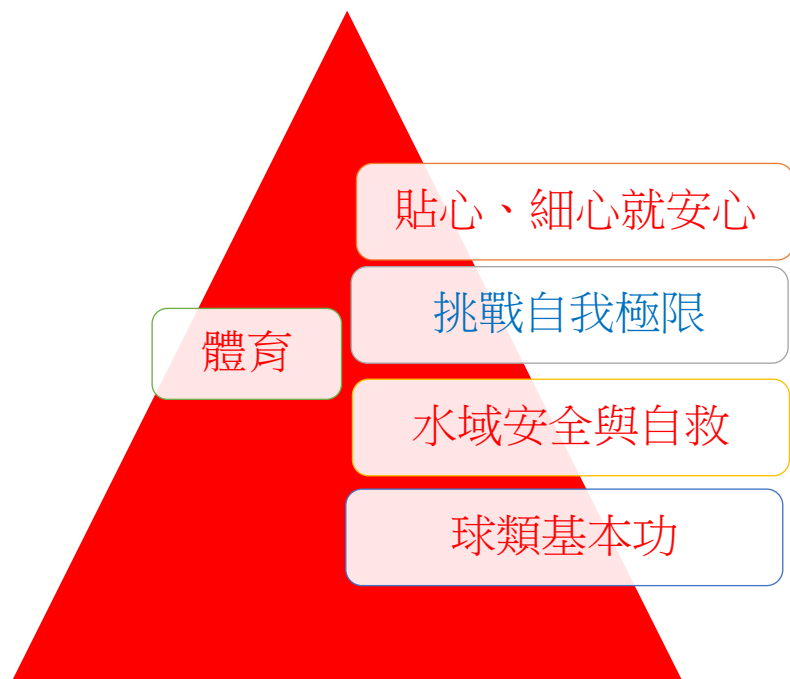 貼心、細心就安心
挑戰自我極限
體育
水域安全與自救
球類基本功